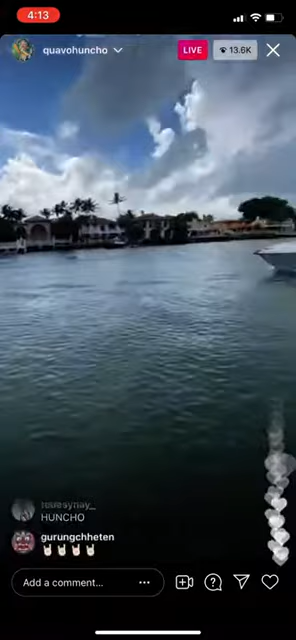 4:13
quavohuncho
LIVE
13.6K
HUNCHO
gurungchheten
Add a comment...